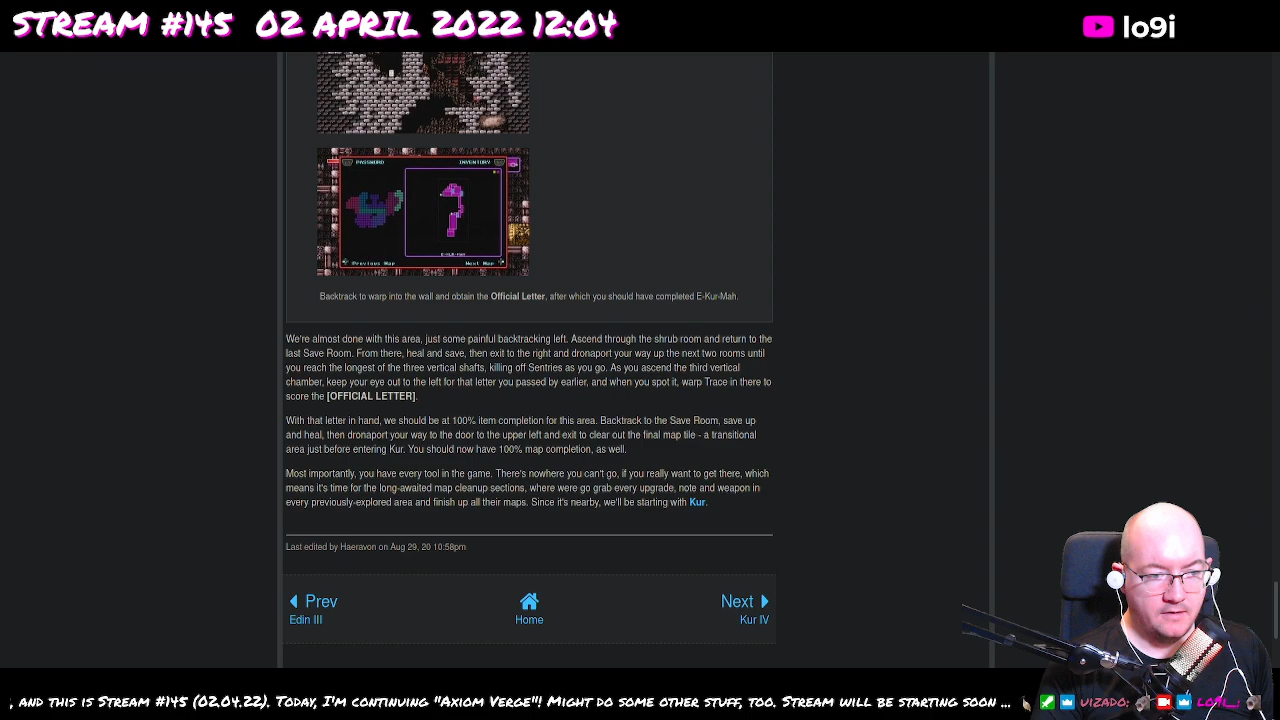 STREAM #145 02 APRIL 2022 12:04
lo9i
PASSWORD
INVENTORY
E-KUR-MAH
Previous Map
Next Map
Backtrack to warp into the wall and obtain the Official Letter, after which you should have completed E-Kur-Mah.
We're almost done with this area, just some painful backtracking left. Ascend through the shrub room and return to the
last Save Room. From there, heal and save, then exit to the right and dronaport your way up the next two rooms until
you reach the longest of the three vertical shafts, killing off Sentries as you go. As you ascend the third vertical
chamber, keep your eye out to the left for that letter you passed by earlier, and when you spot it, warp Trace in there to
score the [OFFICIAL LETTER].
With that letter in hand, we should be at 100% item completion for this area. Backtrack to the Save Room, save up
and heal, then dronaport your way to the door to the upper left and exit to clear out the final map tile - a transitional
area just before entering Kur. You should now have 100% map completion, as well.
Most importantly, you have every tool in the game. There's nowhere you can't go, if you really want to get there, which
means it's time for the long-awaited map cleanup sections, where were go grab every upgrade, note and weapon in
every previously-explored area and finish up all their maps. Since it's nearby, we'll be starting with Kur.
Last edited by Haeravon on Aug 29, 20 10:58pm
Prev
Next
Edin III
Home
Kur IV
, AND THIS IS STREAM #145 (02.04.22). TODAY, I'M CONTINUING "AXIOM VERGE"! MIGHT DO SOME OTHER STUFF, TOO. STREAM WILL BE STARTING SOON ... VIZADO: LO9I_: